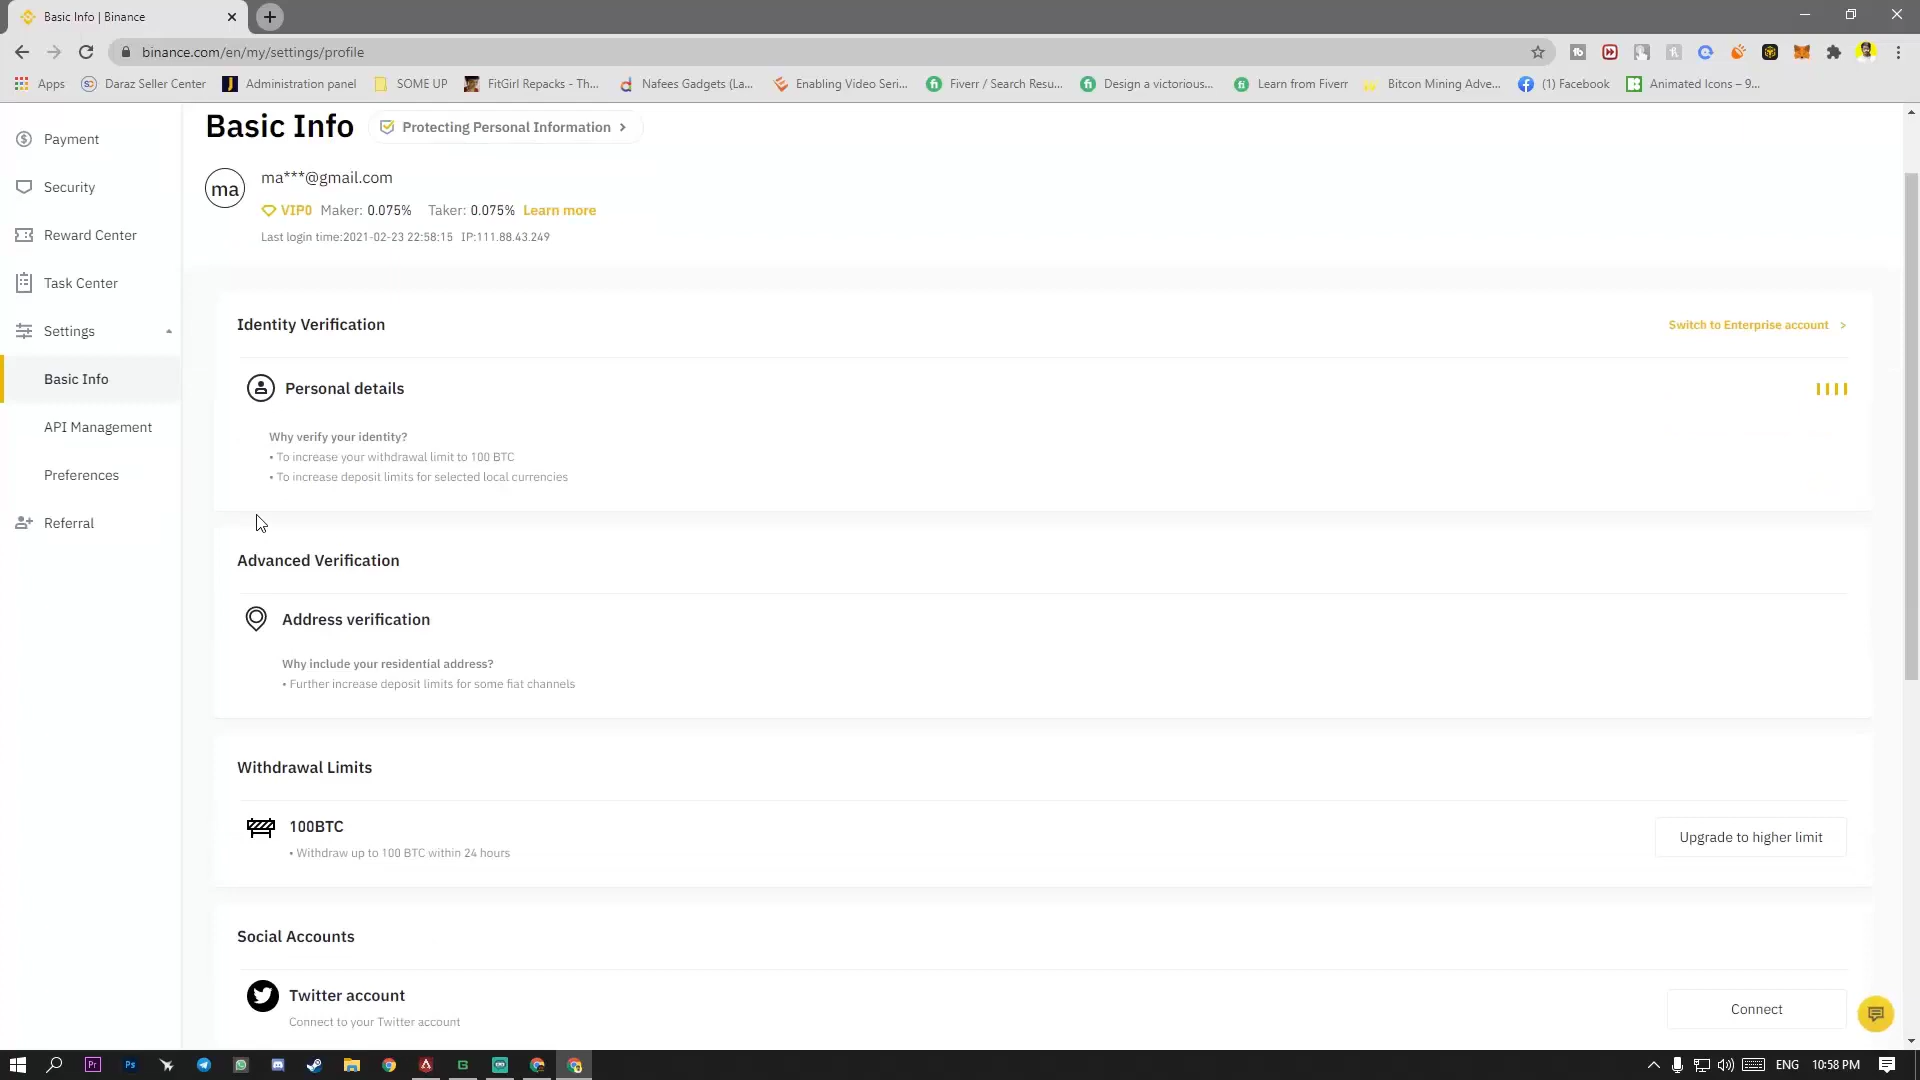 Basic Info | Binance
binance.com/en/my/settings/profile
Apps
Daraz Seller Center
Administration panel
SOME UP
FitGirl Repacks - Th...
Nafees Gadgets (La...
Enabling Video Seri...
Fiverr / Search Resu...
Design a victorious...
Learn from Fiverr
Bitcon Mining Adve...
(1) Facebook
Animated Icons – 9...
Payment
Security
Reward Center
Task Center
Settings
Basic Info
API Management
Preferences
Referral
Basic Info
Protecting Personal Information
ma
ma***@gmail.com
VIP0 Maker: 0.075% Taker: 0.075% Learn more
Last login time:2021-02-23 22:58:15 IP:111.88.43.249
Identity Verification
Switch to Enterprise account
Personal details
Why verify your identity?
• To increase your withdrawal limit to 100 BTC
• To increase deposit limits for selected local currencies
Advanced Verification
Address verification
Why include your residential address?
• Further increase deposit limits for some fiat channels
Withdrawal Limits
100BTC
• Withdraw up to 100 BTC within 24 hours
Upgrade to higher limit
Social Accounts
Twitter account
Connect to your Twitter account
Connect
Pr
Ps
ENG
10:58 PM